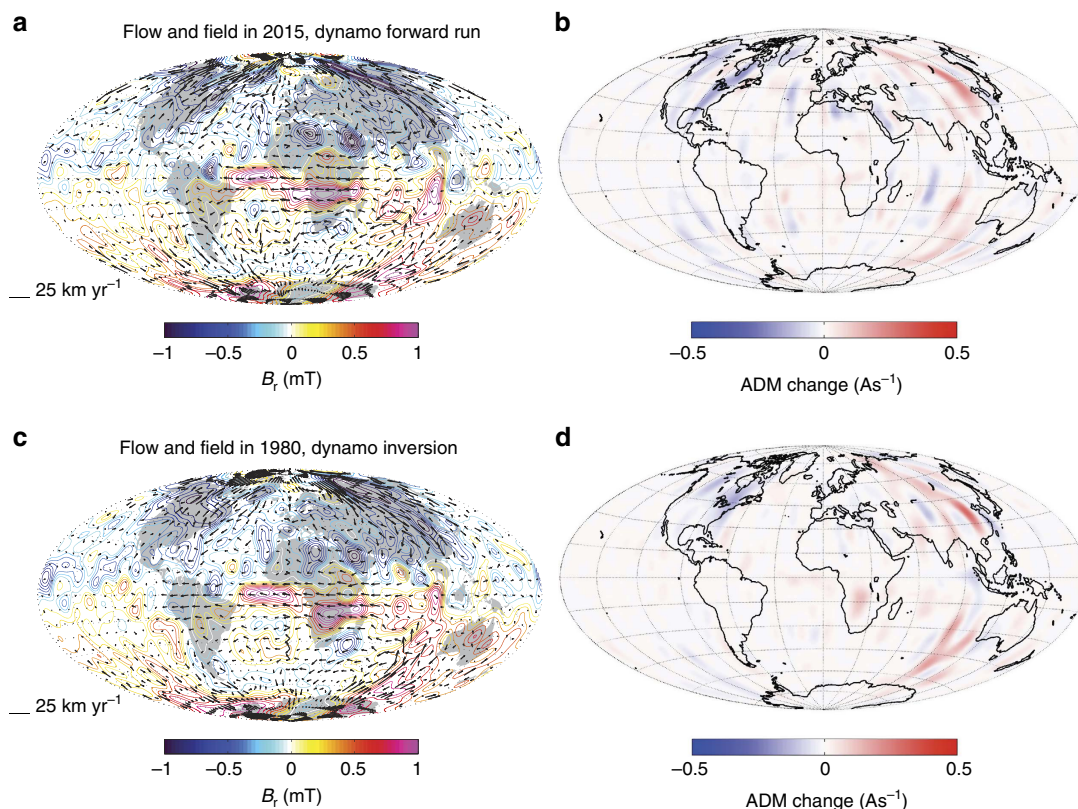 a
Flow and field in 2015, dynamo forward run
25 km yr⁻¹
−1 −0.5 0 0.5 1
Bᵣ (mT)
b
−0.5 0 0.5
ADM change (As⁻¹)
c
Flow and field in 1980, dynamo inversion
25 km yr⁻¹
−1 −0.5 0 0.5 1
Bᵣ (mT)
d
−0.5 0 0.5
ADM change (As⁻¹)